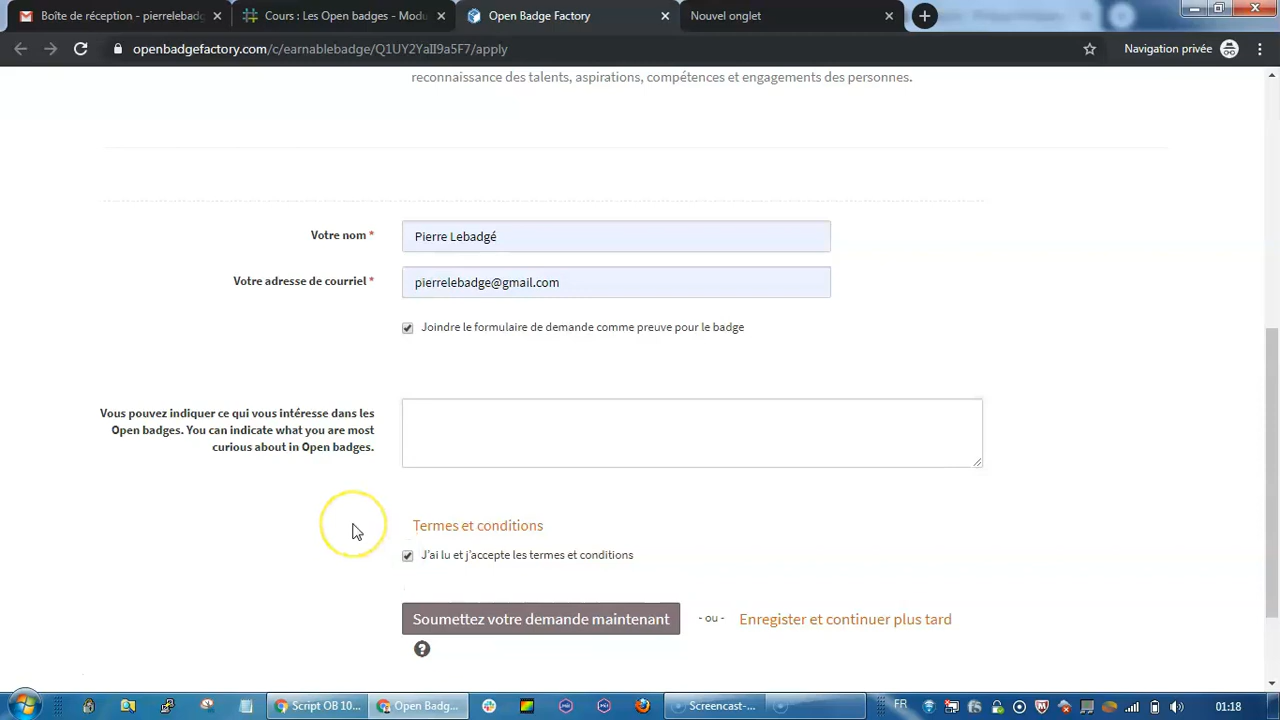 Boîte de réception - pierrelebadg
Cours : Les Open badges - Modu
Open Badge Factory
Nouvel onglet
openbadgefactory.com/c/earnablebadge/Q1UY2YaII9a5F7/apply
Navigation privée
reconnaissance des talents, aspirations, compétences et engagements des personnes.
Votre nom *
Pierre Lebadgé
Votre adresse de courriel *
pierrelebadge@gmail.com
Joindre le formulaire de demande comme preuve pour le badge
Vous pouvez indiquer ce qui vous intéresse dans les
Open badges. You can indicate what you are most
curious about in Open badges.
Termes et conditions
J'ai lu et j'accepte les termes et conditions
Soumettez votre demande maintenant
- ou -
Enregister et continuer plus tard
Script OB 10...
Open Badg...
Screencast-...
FR
01:18